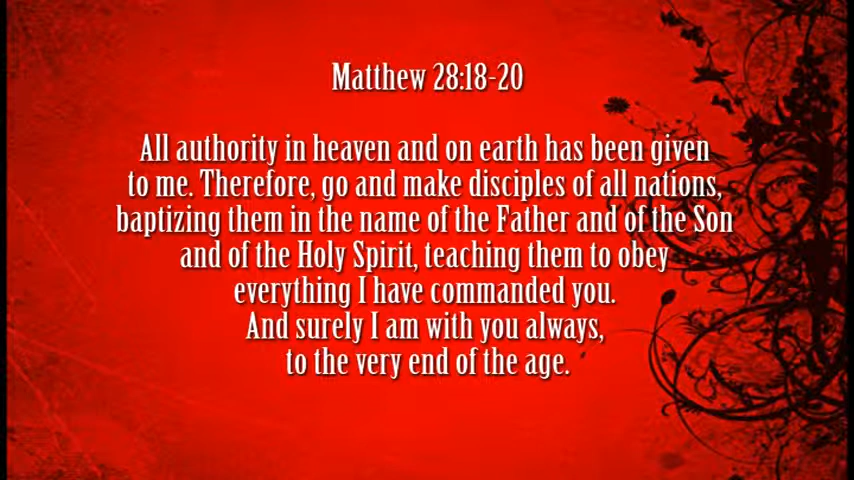 Matthew 28:18-20
All authority in heaven and on earth has been given
to me. Therefore, go and make disciples of all nations,
baptizing them in the name of the Father and of the Son
and of the Holy Spirit, teaching them to obey
everything I have commanded you.
And surely I am with you always,
to the very end of the age.